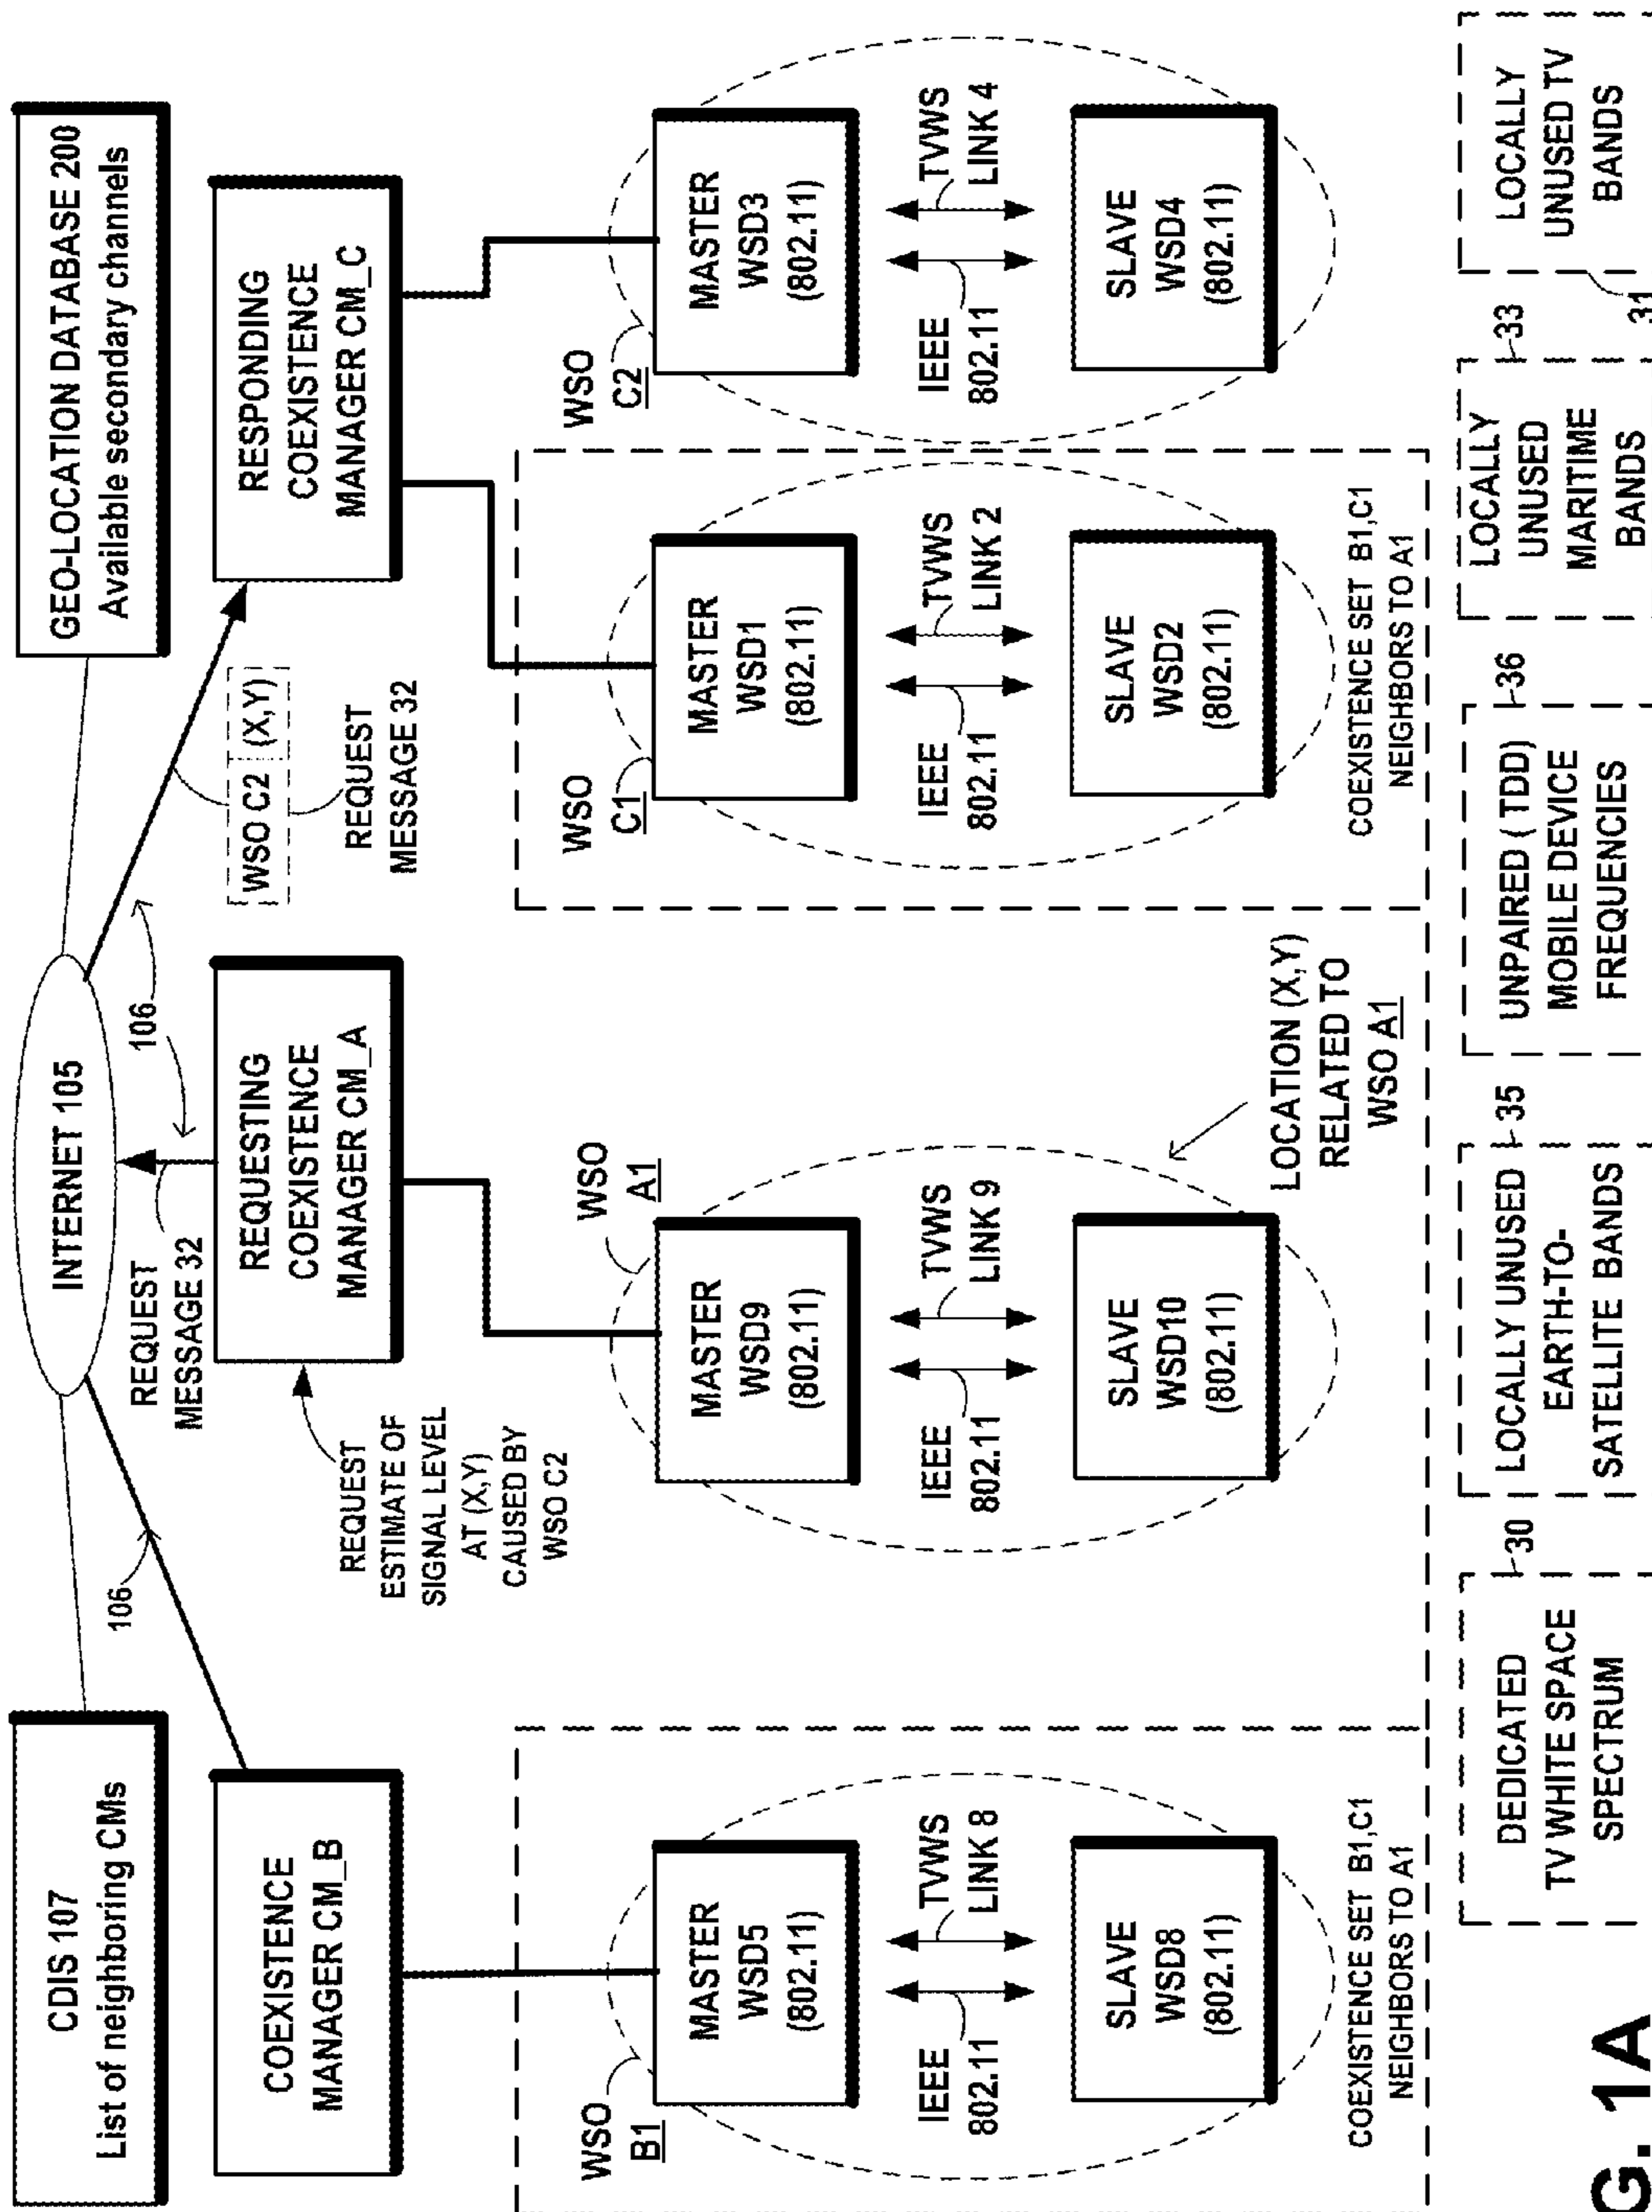 CDIS 107
List of neighboring CMs
INTERNET 105
GEO-LOCATION DATABASE 200
Available secondary channels
106
REQUEST
MESSAGE 32
106
WSO C2 (X,Y)
REQUEST
MESSAGE 32
COEXISTENCE
MANAGER CM_B
REQUESTING
COEXISTENCE
MANAGER CM_A
RESPONDING
COEXISTENCE
MANAGER CM_C
REQUEST
ESTIMATE OF
SIGNAL LEVEL
AT (X,Y)
CAUSED BY
WSO C2
WSO
B1
MASTER
WSD5
(802.11)
IEEE
802.11
TVWS
LINK 8
SLAVE
WSD8
(802.11)
COEXISTENCE SET B1,C1
NEIGHBORS TO A1
WSO
A1
MASTER
WSD9
(802.11)
IEEE
802.11
TVWS
LINK 9
SLAVE
WSD10
(802.11)
LOCATION (X,Y)
RELATED TO
WSO A1
WSO
C1
MASTER
WSD1
(802.11)
IEEE
802.11
TVWS
LINK 2
SLAVE
WSD2
(802.11)
COEXISTENCE SET B1,C1
NEIGHBORS TO A1
WSO
C2
MASTER
WSD3
(802.11)
IEEE
802.11
TVWS
LINK 4
SLAVE
WSD4
(802.11)
DEDICATED
TV WHITE SPACE
SPECTRUM
30
LOCALLY UNUSED
EARTH-TO-
SATELLITE BANDS
35
UNPAIRED ( TDD)
MOBILE DEVICE
FREQUENCIES
36
LOCALLY
UNUSED
MARITIME
BANDS
33
LOCALLY
UNUSED TV
BANDS
31
G. 1A